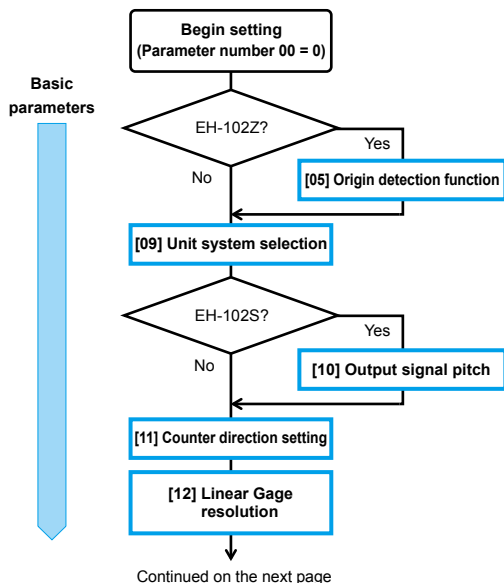 Begin setting
(Parameter number 00 = 0)
Basic
parameters
EH-102Z?
Yes
No
[05] Origin detection function
[09] Unit system selection
EH-102S?
Yes
No
[10] Output signal pitch
[11] Counter direction setting
[12] Linear Gage
resolution
Continued on the next page